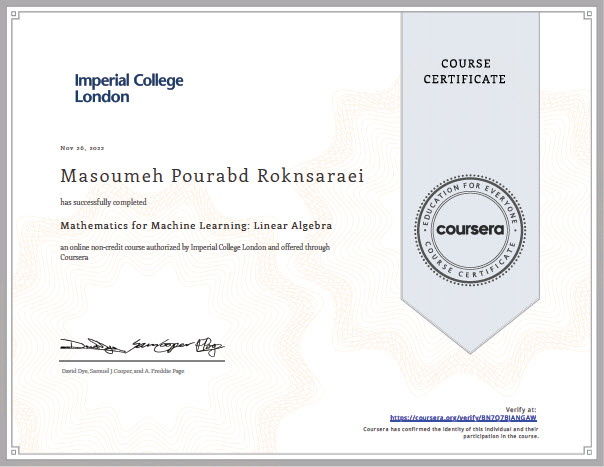 COURSE
CERTIFICATE
Imperial College
London
Nov 26, 2022
Masoumeh Pourabd Roknsaraei
has successfully completed
Mathematics for Machine Learning: Linear Algebra
an online non-credit course authorized by Imperial College London and offered through
Coursera
EDUCATION FOR EVERYONE
coursera
COURSE CERTIFICATE
David Dye, Samuel J. Cooper, and A. Freddie Page
Verify at:
https://coursera.org/verify/BN7Q7BJANGAW
Coursera has confirmed the identity of this individual and their
participation in the course.